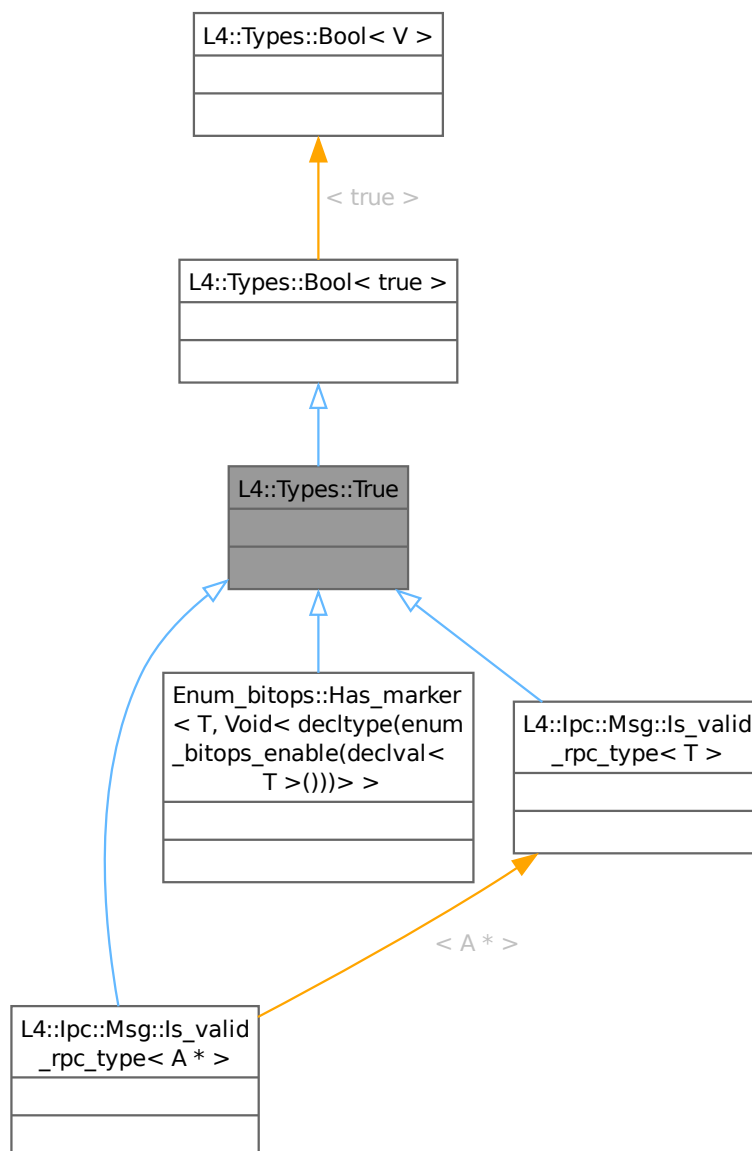 L4::Types::Bool< V >
< true >
L4::Types::Bool< true >
L4::Types::True
Enum_bitops::Has_marker
< T, Void< decltype(enum
_bitops_enable(declval<
T >()))> >
L4::Ipc::Msg::Is_valid
_rpc_type< T >
< A * >
L4::Ipc::Msg::Is_valid
_rpc_type< A * >